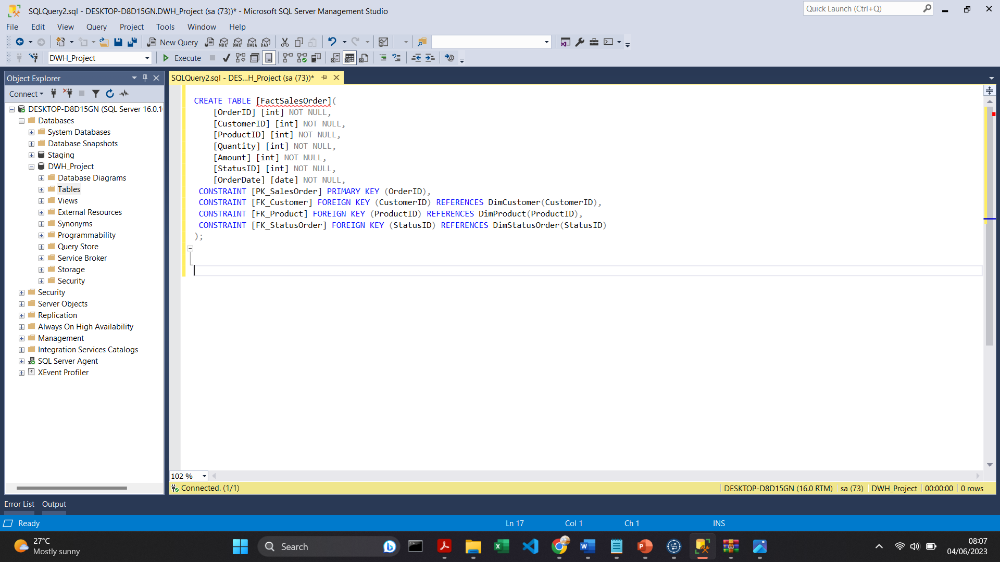 SQLQuery2.sql - DESKTOP-D8D15GN.DWH_Project (sa (73))* - Microsoft SQL Server Management Studio
Quick Launch (Ctrl+Q)
File Edit View Query Project Tools Window Help
New Query MDX DMX XMLA DAX
DWH_Project Execute
Object Explorer
SQLQuery2.sql - DES...H_Project (sa (73))*
Connect
DESKTOP-D8D15GN (SQL Server 16.0.1
Databases
System Databases
Database Snapshots
Staging
DWH_Project
Database Diagrams
Tables
Views
External Resources
Synonyms
Programmability
Query Store
Service Broker
Storage
Security
Security
Server Objects
Replication
Always On High Availability
Management
Integration Services Catalogs
SQL Server Agent
XEvent Profiler
CREATE TABLE [FactSalesOrder](
[OrderID] [int] NOT NULL,
[CustomerID] [int] NOT NULL,
[ProductID] [int] NOT NULL,
[Quantity] [int] NOT NULL,
[Amount] [int] NOT NULL,
[StatusID] [int] NOT NULL,
[OrderDate] [date] NOT NULL,
CONSTRAINT [PK_SalesOrder] PRIMARY KEY (OrderID),
CONSTRAINT [FK_Customer] FOREIGN KEY (CustomerID) REFERENCES DimCustomer(CustomerID),
CONSTRAINT [FK_Product] FOREIGN KEY (ProductID) REFERENCES DimProduct(ProductID),
CONSTRAINT [FK_StatusOrder] FOREIGN KEY (StatusID) REFERENCES DimStatusOrder(StatusID)
);
102 %
Connected. (1/1)
DESKTOP-D8D15GN (16.0 RTM) sa (73) DWH_Project 00:00:00 0 rows
Error List Output
Ready Ln 17 Col 1 Ch 1 INS
27°C
Mostly sunny
Search
08:07
04/06/2023